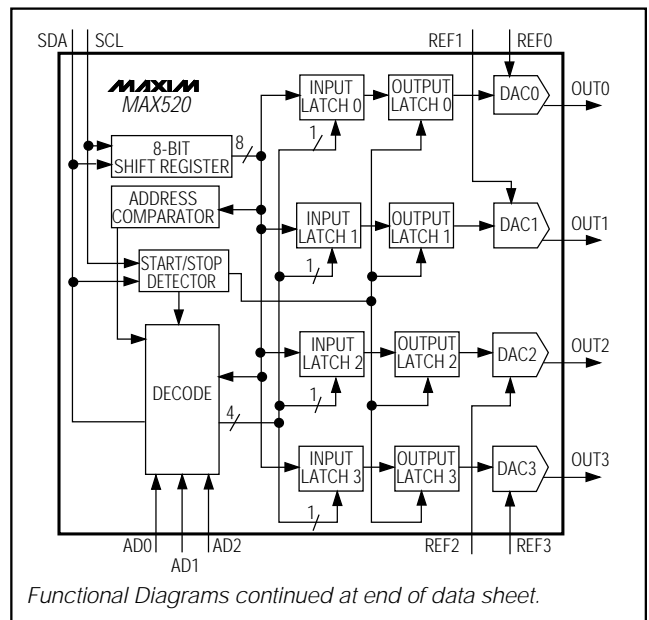 SDA SCL REF1 REF0
MAXIM
MAX520
INPUT
LATCH 0
OUTPUT
LATCH 0
DAC0
OUT0
1
8-BIT
SHIFT REGISTER
8
ADDRESS
COMPARATOR
INPUT
LATCH 1
OUTPUT
LATCH 1
DAC1
OUT1
1
START/STOP
DETECTOR
INPUT
LATCH 2
OUTPUT
LATCH 2
DAC2
OUT2
1
DECODE
4
INPUT
LATCH 3
OUTPUT
LATCH 3
DAC3
OUT3
1
AD0
AD1
AD2
REF2 REF3
Functional Diagrams continued at end of data sheet.